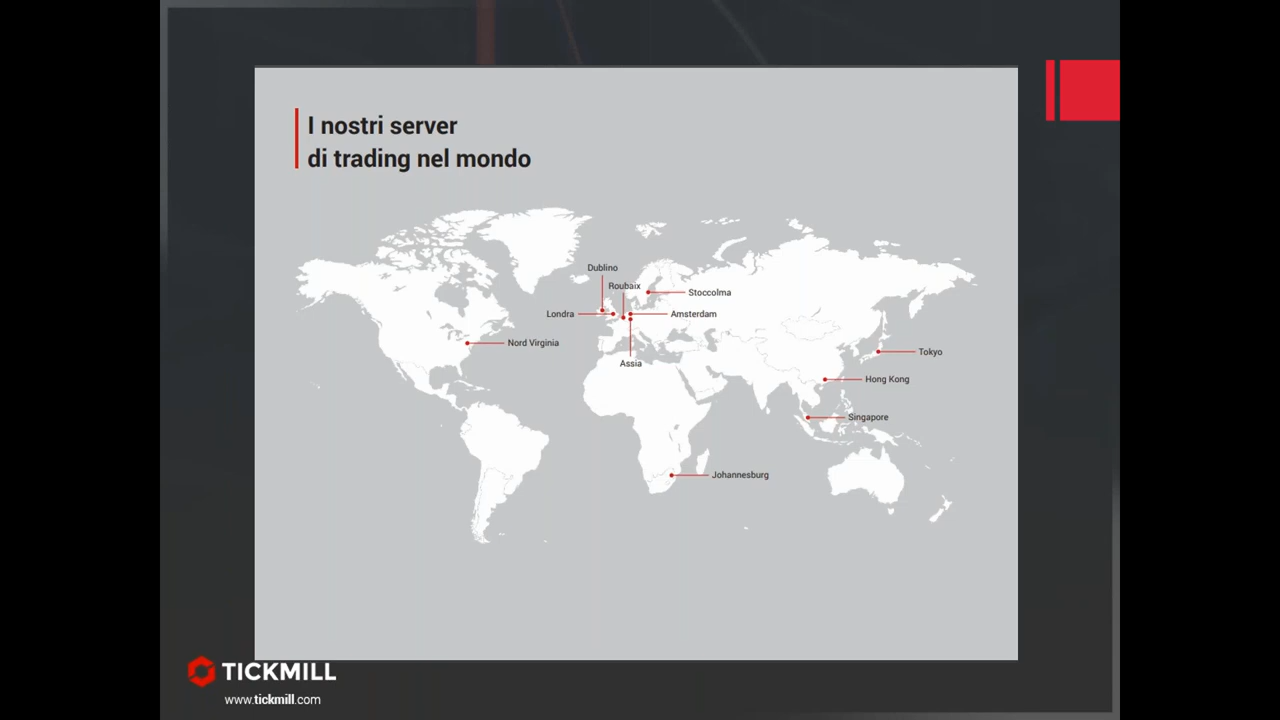 I nostri server
di trading nel mondo
Dublino
Roubaix
Stoccolma
Londra
Amsterdam
Nord Virginia
Tokyo
Assia
Hong Kong
Singapore
Johannesburg
TICKMILL
www.tickmill.com